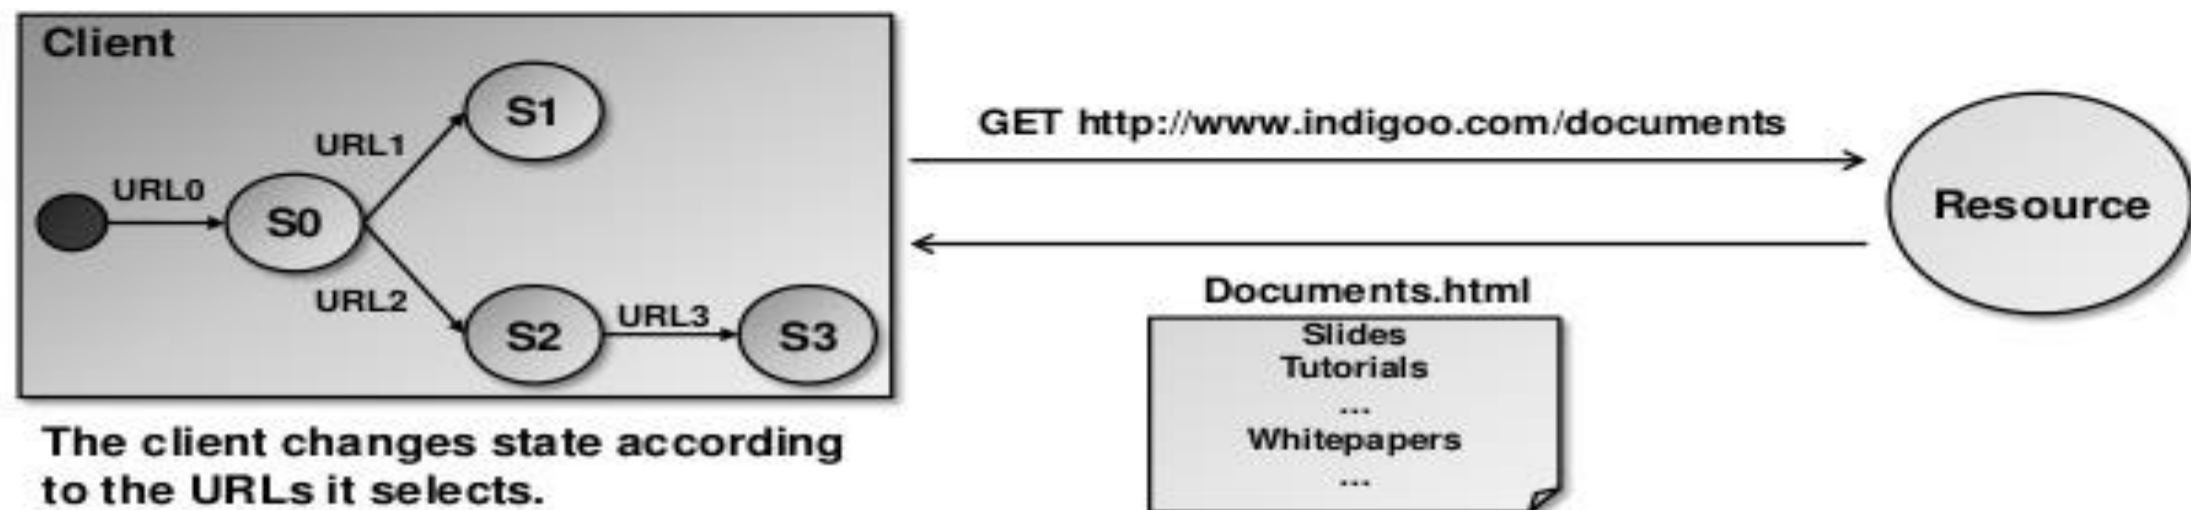 Client
S1
URL1
URL0
S0
URL2
S2
URL3
S3
The client changes state according
to the URLs it selects.
GET http://www.indigoo.com/documents
Resource
Documents.html
Slides
Tutorials
...
Whitepapers
...